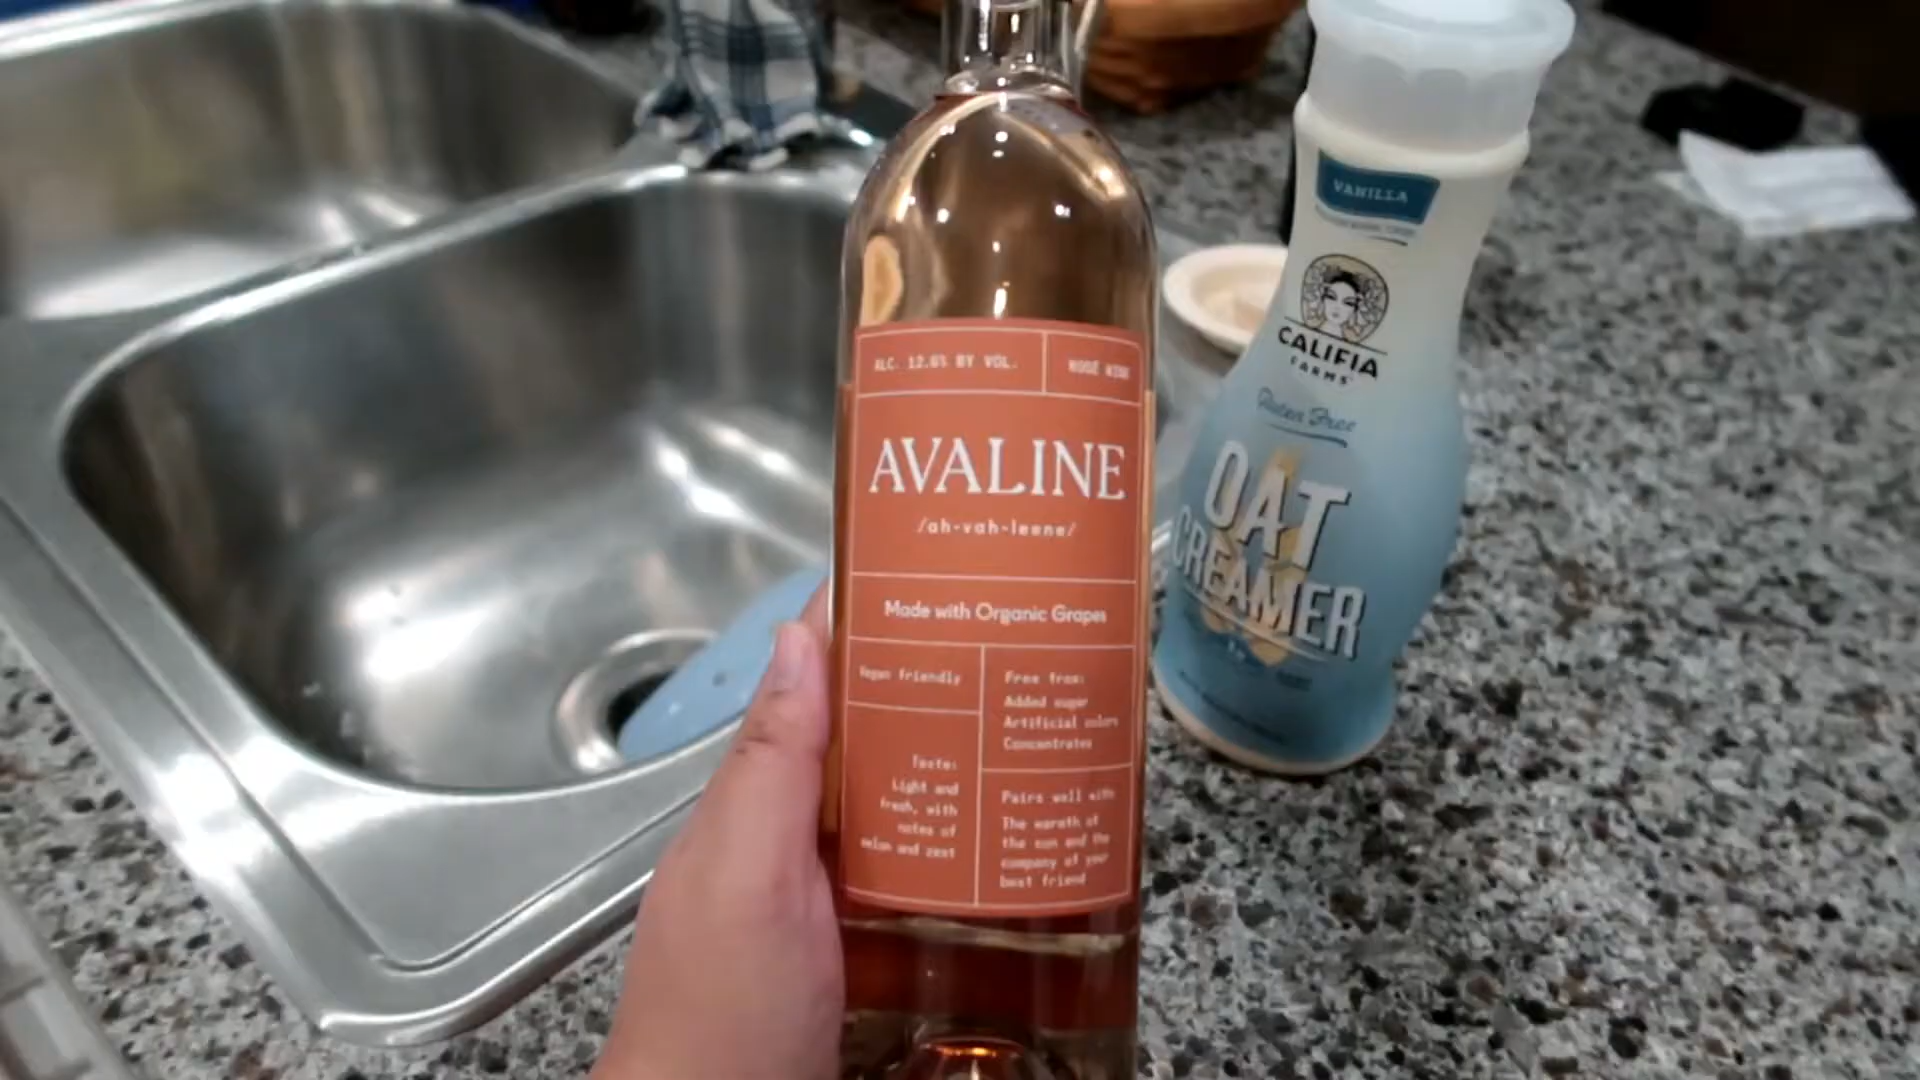 ALC. 12.6% BY VOL.
ROSÉ WINE
AVALINE
/ah-vah-leene/
Made with Organic Grapes
Vegan friendly
Free from:
Added sugar
Artificial colors
Concentrates
Taste:
Light and
fresh, with
notes of
melon and zest
Pairs well with
The warmth of
the sun and the
company of your
best friend
VANILLA
CALIFIA
FARMS
Gluten Free
OAT
CREAMER